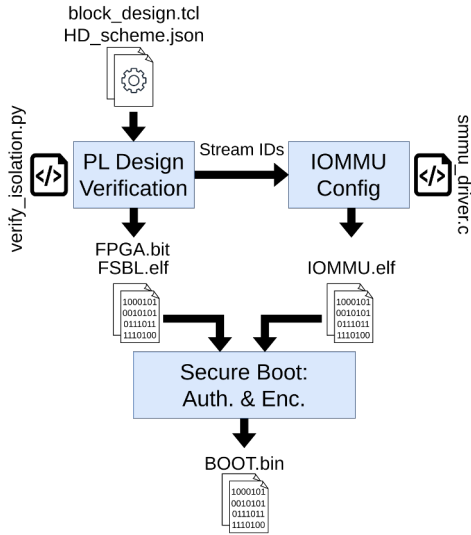 block_design.tcl
HD_scheme.json
verify_isolation.py
</>
PL Design
Verification
Stream IDs
IOMMU
Config
</>
smmu_driver.c
FPGA.bit
FSBL.elf
IOMMU.elf
1000101
0010101
0111011
1110100
1000101
0010101
0111011
1110100
Secure Boot:
Auth. & Enc.
BOOT.bin
1000101
0010101
0111011
1110100